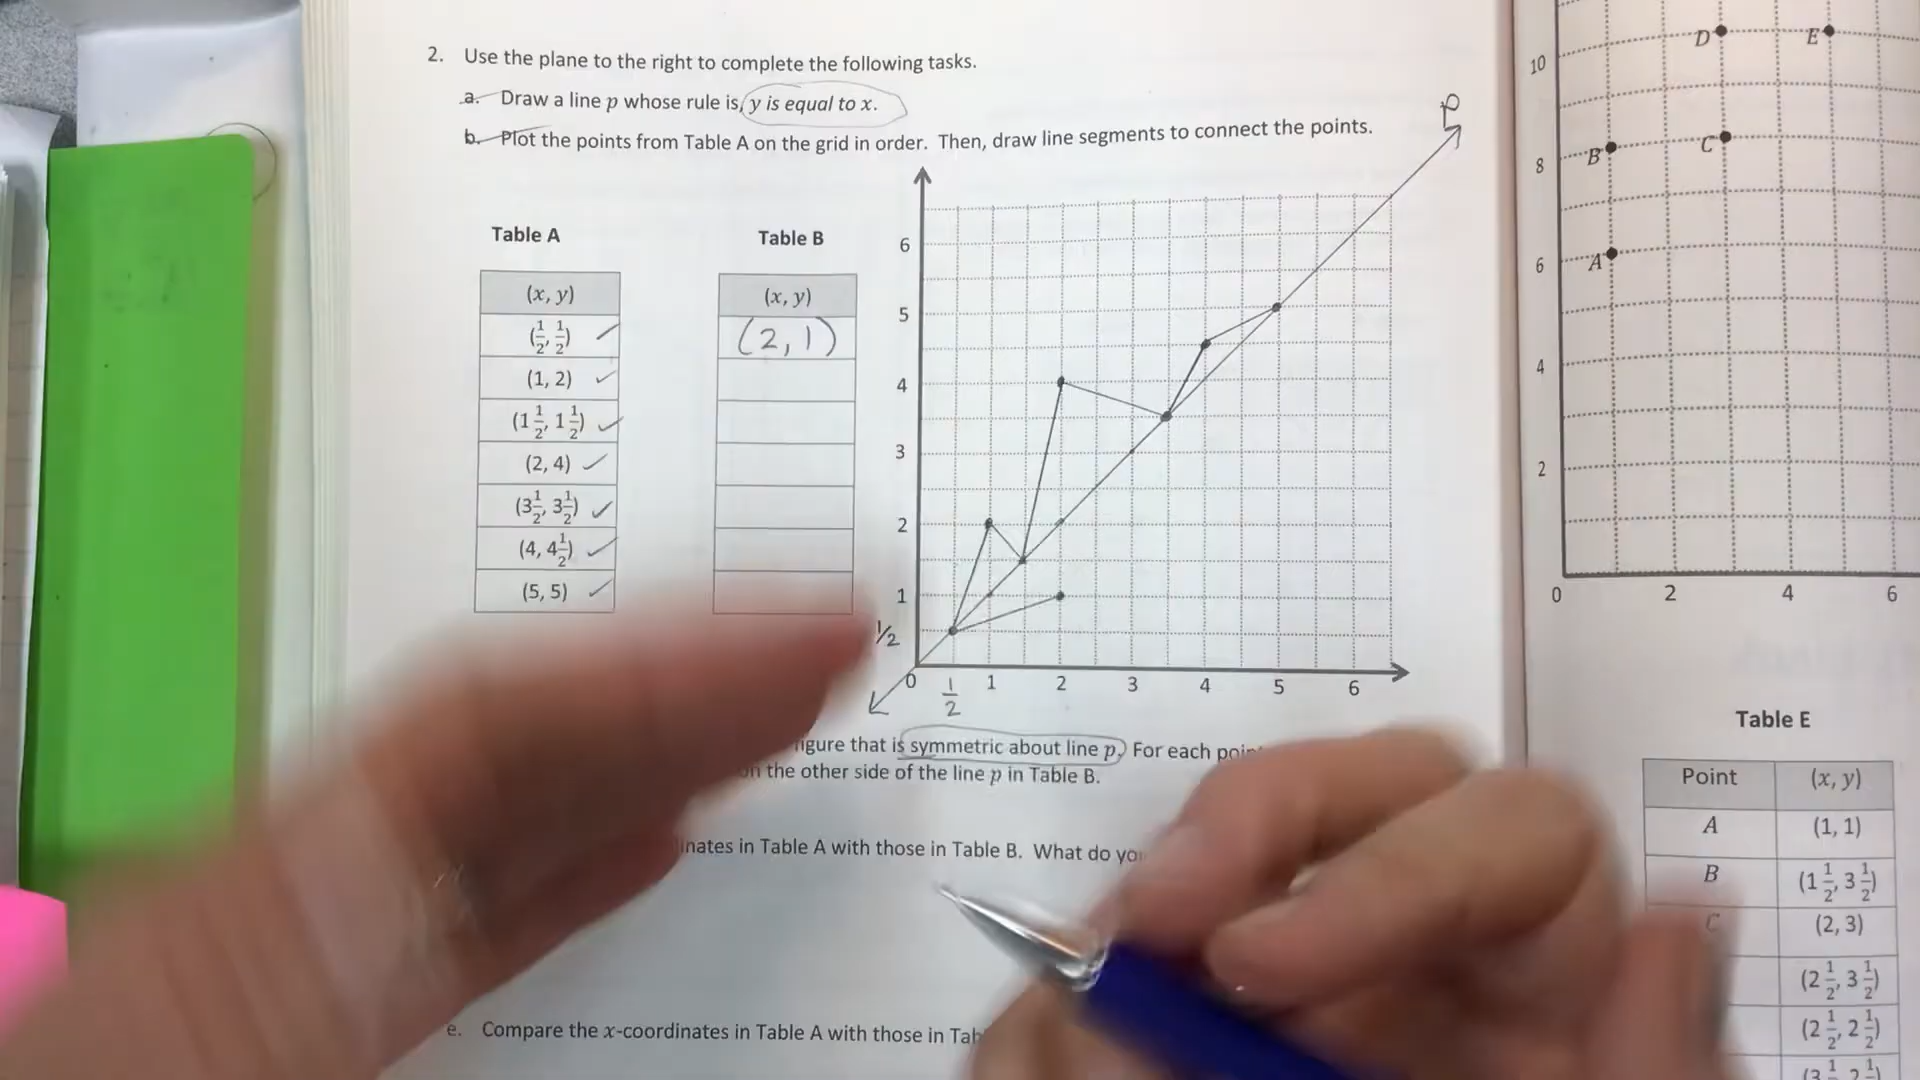 2. Use the plane to the right to complete the following tasks.
a. Draw a line p whose rule is, y is equal to x.
b. Plot the points from Table A on the grid in order. Then, draw line segments to connect the points.
p
Table A
(x, y)
(1/2, 1/2)
(1, 2)
(1 1/2, 1 1/2)
(2, 4)
(3 1/2, 3 1/2)
(4, 4 1/2)
(5, 5)
Table B
(x, y)
(2, 1)
6
5
4
3
2
1
1/2
0 1/2 1 2 3 4 5 6
figure that is symmetric about line p. For each
on the other side of the line p in Table B.
in Table A with those in Table B. What do
e. Compare the x-coordinates in Table A with those in
10
8
6
4
2
0 2 4 6
D E
B C
A
Table E
Point (x, y)
A (1, 1)
B (1 1/2, 3 1/2)
C (2, 3)
(2 1/2, 3 1/2)
(2 1/2, 2 1/2)